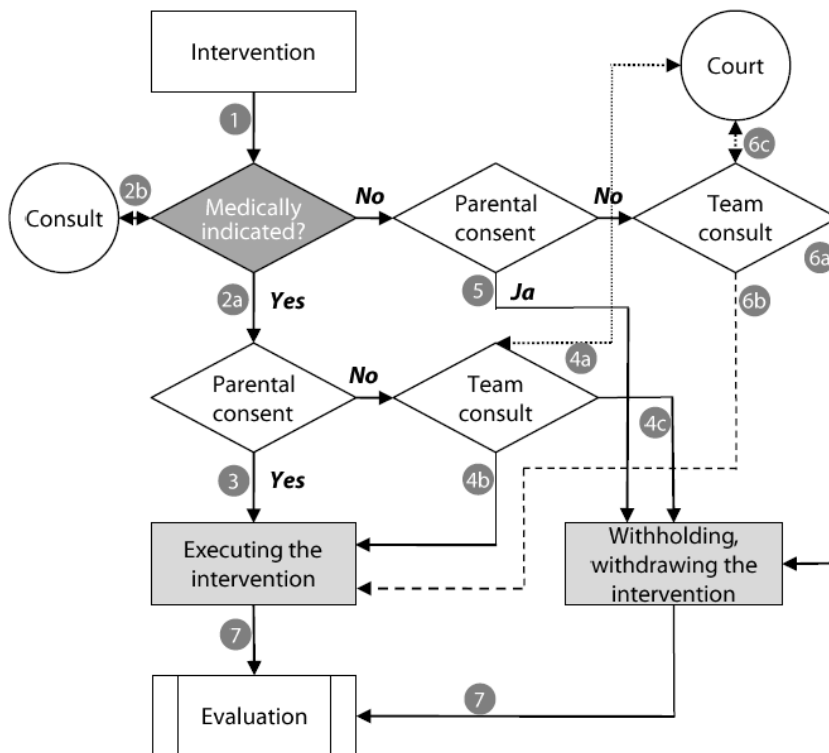 Intervention
Court
1
6c
2b
No
No
Consult
Medically
indicated?
Parental
consent
Team
consult
6a
2a
Yes
5
Ja
6b
4a
Parental
consent
No
Team
consult
4c
3
Yes
4b
Executing the
intervention
Withholding,
withdrawing the
intervention
7
7
Evaluation